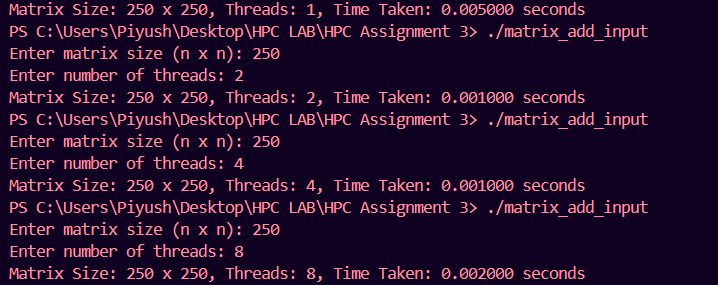 Matrix Size: 250 x 250, Threads: 1, Time Taken: 0.005000 seconds
PS C:\Users\Piyush\Desktop\HPC LAB\HPC Assignment 3> ./matrix_add_input
Enter matrix size (n x n): 250
Enter number of threads: 2
Matrix Size: 250 x 250, Threads: 2, Time Taken: 0.001000 seconds
PS C:\Users\Piyush\Desktop\HPC LAB\HPC Assignment 3> ./matrix_add_input
Enter matrix size (n x n): 250
Enter number of threads: 4
Matrix Size: 250 x 250, Threads: 4, Time Taken: 0.001000 seconds
PS C:\Users\Piyush\Desktop\HPC LAB\HPC Assignment 3> ./matrix_add_input
Enter matrix size (n x n): 250
Enter number of threads: 8
Matrix Size: 250 x 250, Threads: 8, Time Taken: 0.002000 seconds